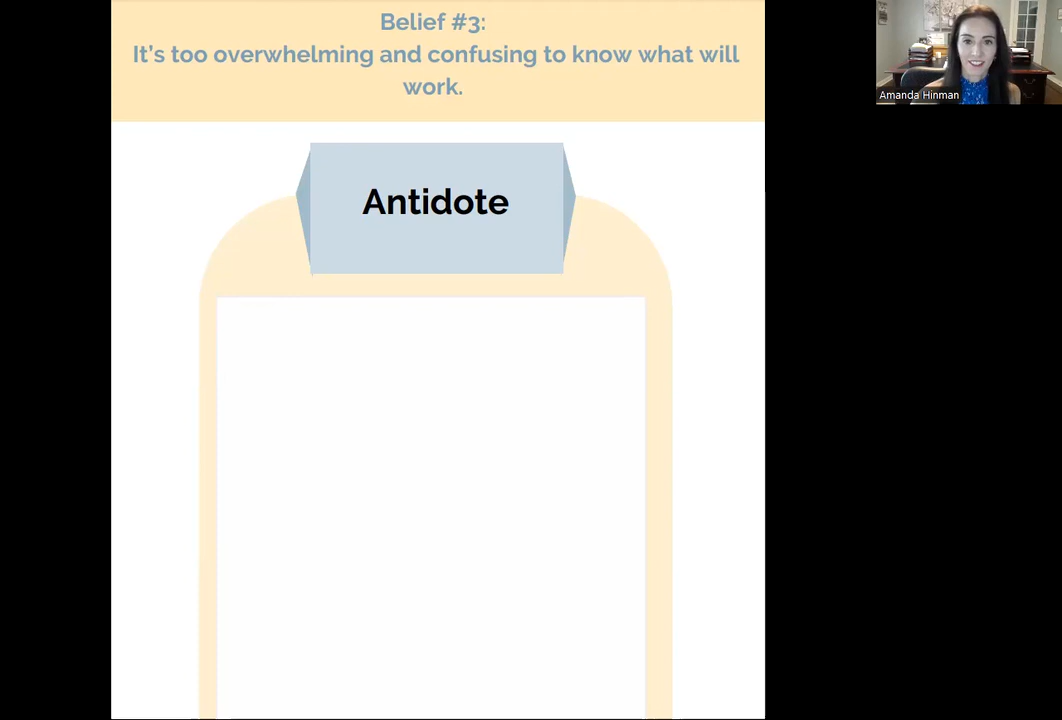 Belief #3:
It's too overwhelming and confusing to know what will
work.
Antidote
Amanda Hinman